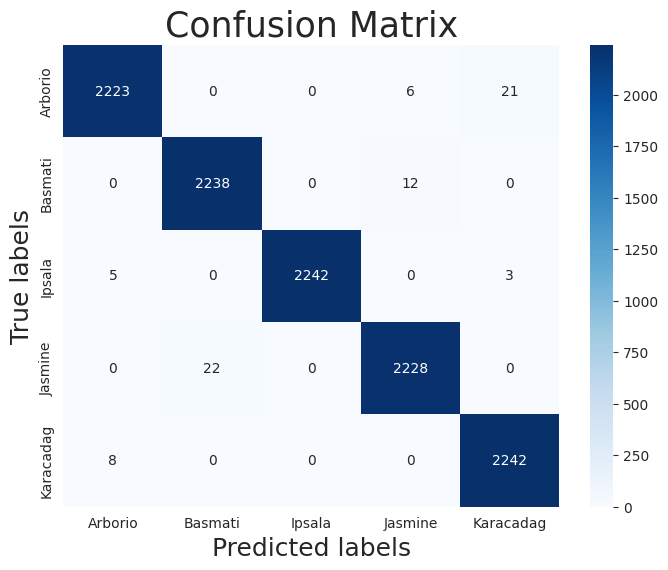 Confusion Matrix
True labels
Arborio 2223 0 0 6 21
Basmati 0 2238 0 12 0
Ipsala 5 0 2242 0 3
Jasmine 0 22 0 2228 0
Karacadag 8 0 0 0 2242
Arborio Basmati Ipsala Jasmine Karacadag
Predicted labels
2000
1750
1500
1250
1000
750
500
250
0